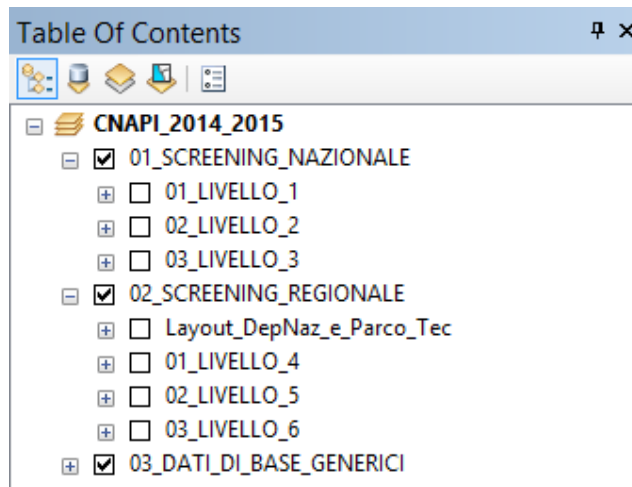 Table Of Contents
CNAPI_2014_2015
01_SCREENING_NAZIONALE
01_LIVELLO_1
02_LIVELLO_2
03_LIVELLO_3
02_SCREENING_REGIONALE
Layout_DepNaz_e_Parco_Tec
01_LIVELLO_4
02_LIVELLO_5
03_LIVELLO_6
03_DATI_DI_BASE_GENERICI